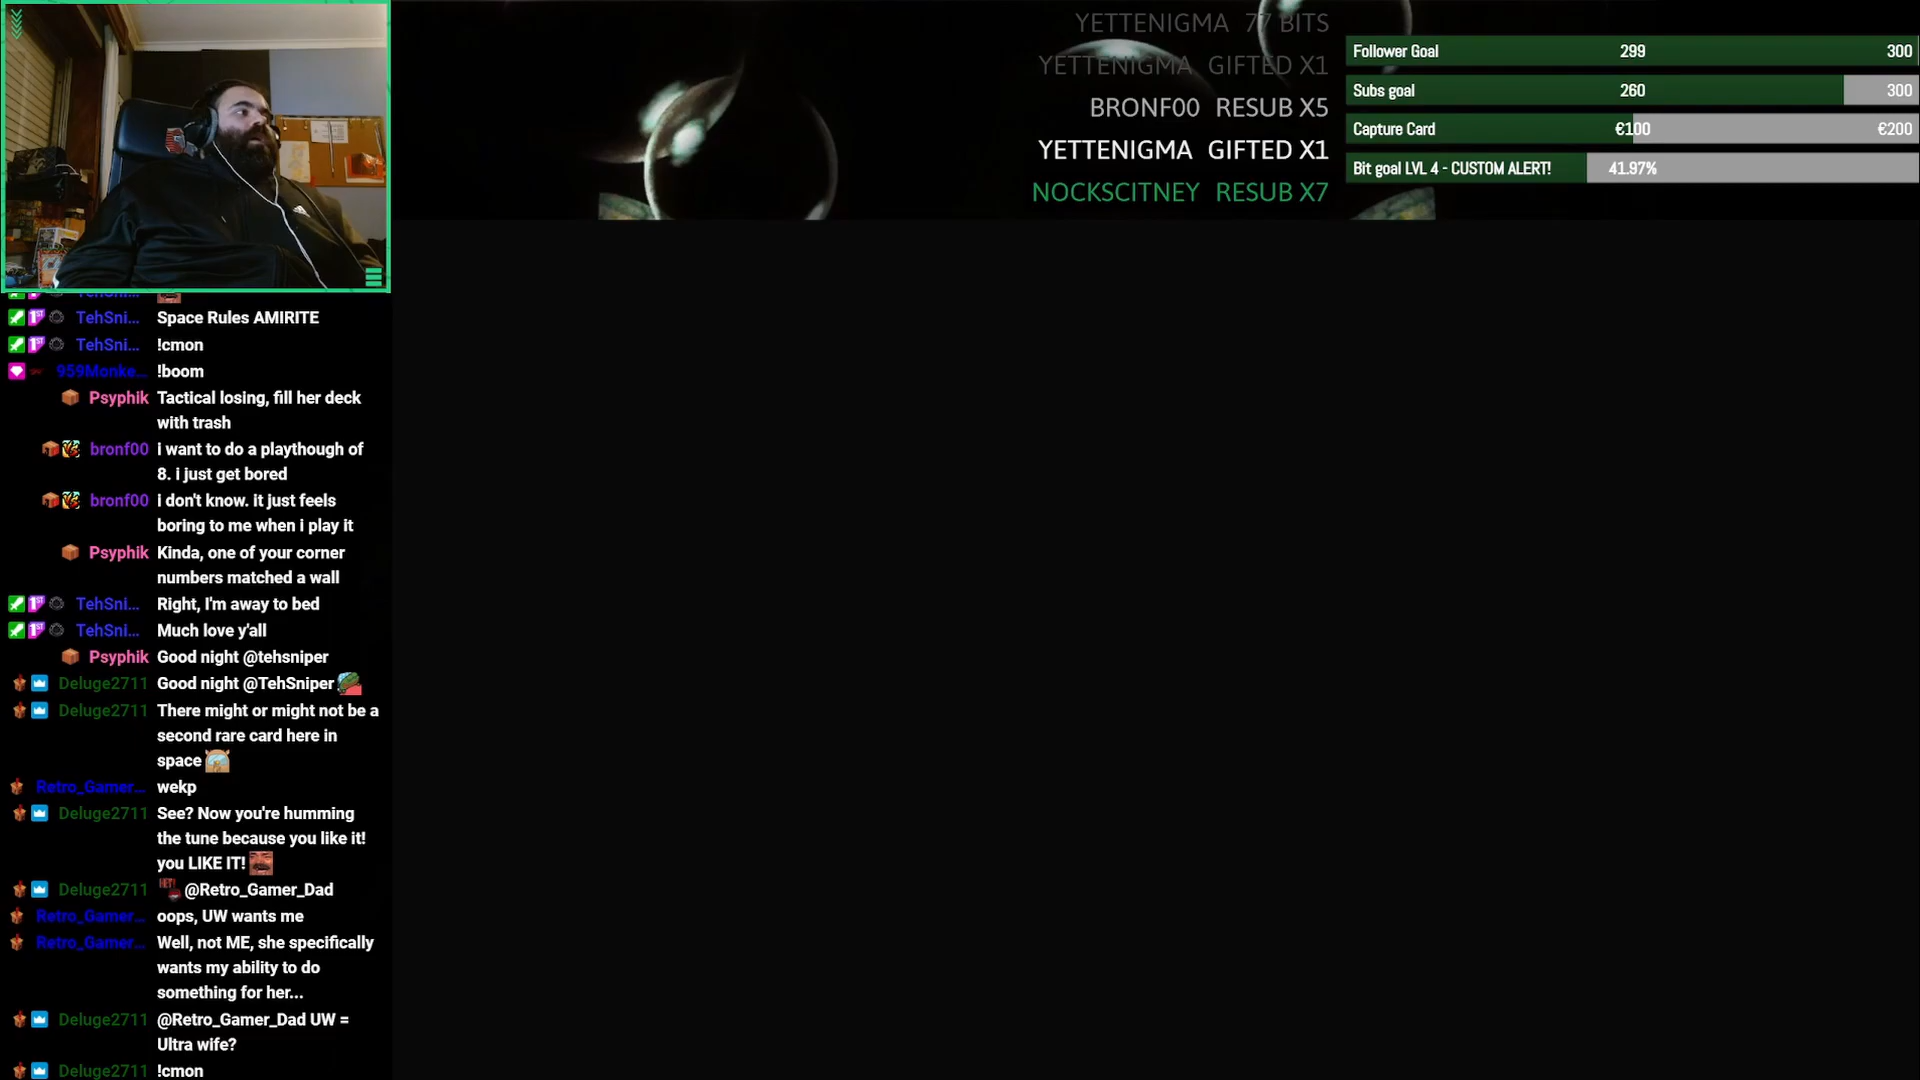 YETTENIGMA 77 BITS
YETTENIGMA GIFTED X1
BRONF00 RESUB X5
YETTENIGMA GIFTED X1
NOCKSCITNEY RESUB X7
Follower Goal 299 300
Subs goal 260 300
Capture Card €100 €200
Bit goal LVL 4 - CUSTOM ALERT! 41.97%
TehSni... Space Rules AMIRITE
TehSni... !cmon
959Monke... !boom
Psyphik Tactical losing, fill her deck
with trash
bronf00 i want to do a playthough of
8. i just get bored
bronf00 i don't know. it just feels
boring to me when i play it
Psyphik Kinda, one of your corner
numbers matched a wall
TehSni... Right, I'm away to bed
TehSni... Much love y'all
Psyphik Good night @tehsniper
Deluge2711 Good night @TehSniper
Deluge2711 There might or might not be a
second rare card here in
space
Retro_Gamer... wekp
Deluge2711 See? Now you're humming
the tune because you like it!
you LIKE IT!
Deluge2711 @Retro_Gamer_Dad
Retro_Gamer... oops, UW wants me
Retro_Gamer... Well, not ME, she specifically
wants my ability to do
something for her...
Deluge2711 @Retro_Gamer_Dad UW =
Ultra wife?
Deluge2711 !cmon